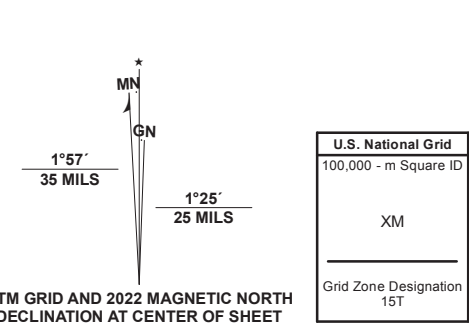 ★
MN
GN
1°57´
35 MILS
1°25´
25 MILS
TM GRID AND 2022 MAGNETIC NORTH
DECLINATION AT CENTER OF SHEET
U.S. National Grid
100,000 - m Square ID
XM
Grid Zone Designation
15T